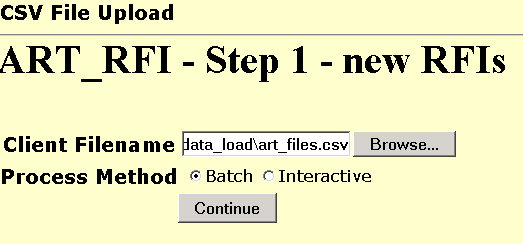 CSV File Upload
ART_RFI - Step 1 - new RFIs
Client Filename data_load\art_files.csv Browse...
Process Method Batch Interactive
Continue